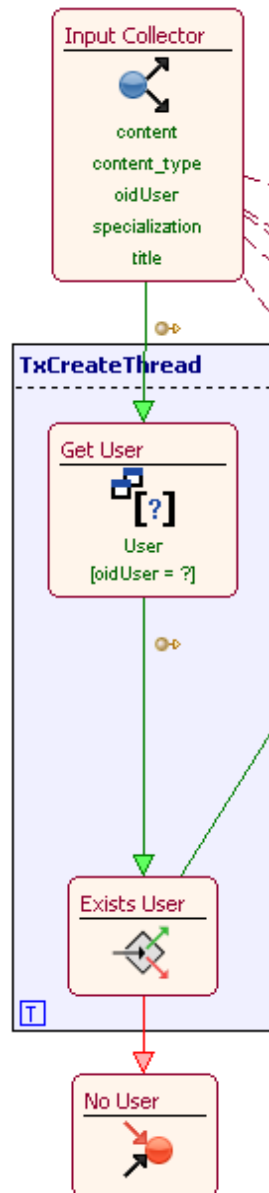 Input Collector
content
content_type
oidUser
specialization
title
TxCreateThread
Get User
[?]
User
[oidUser = ?]
Exists User
T
No User